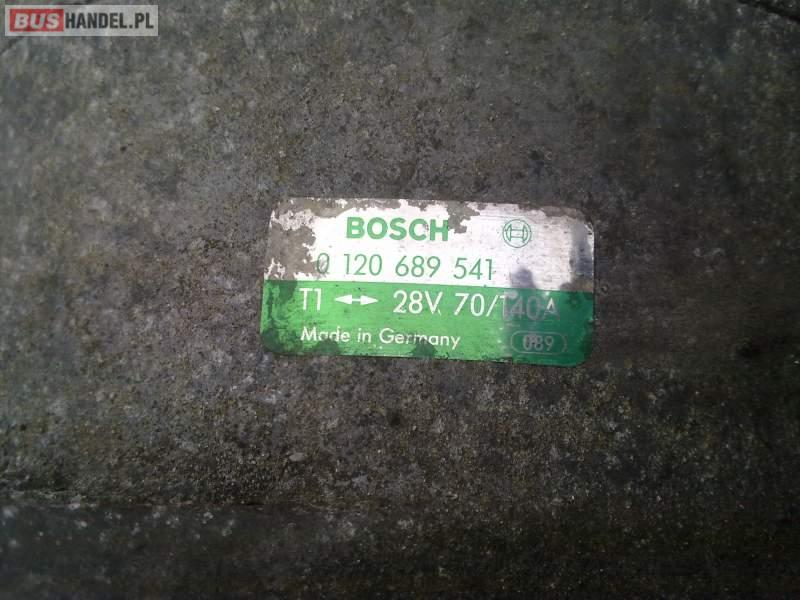 BUSHANDEL.PL
BOSCH
0 120 689 541
T1 ↔ 28V 70/140A
Made in Germany
089